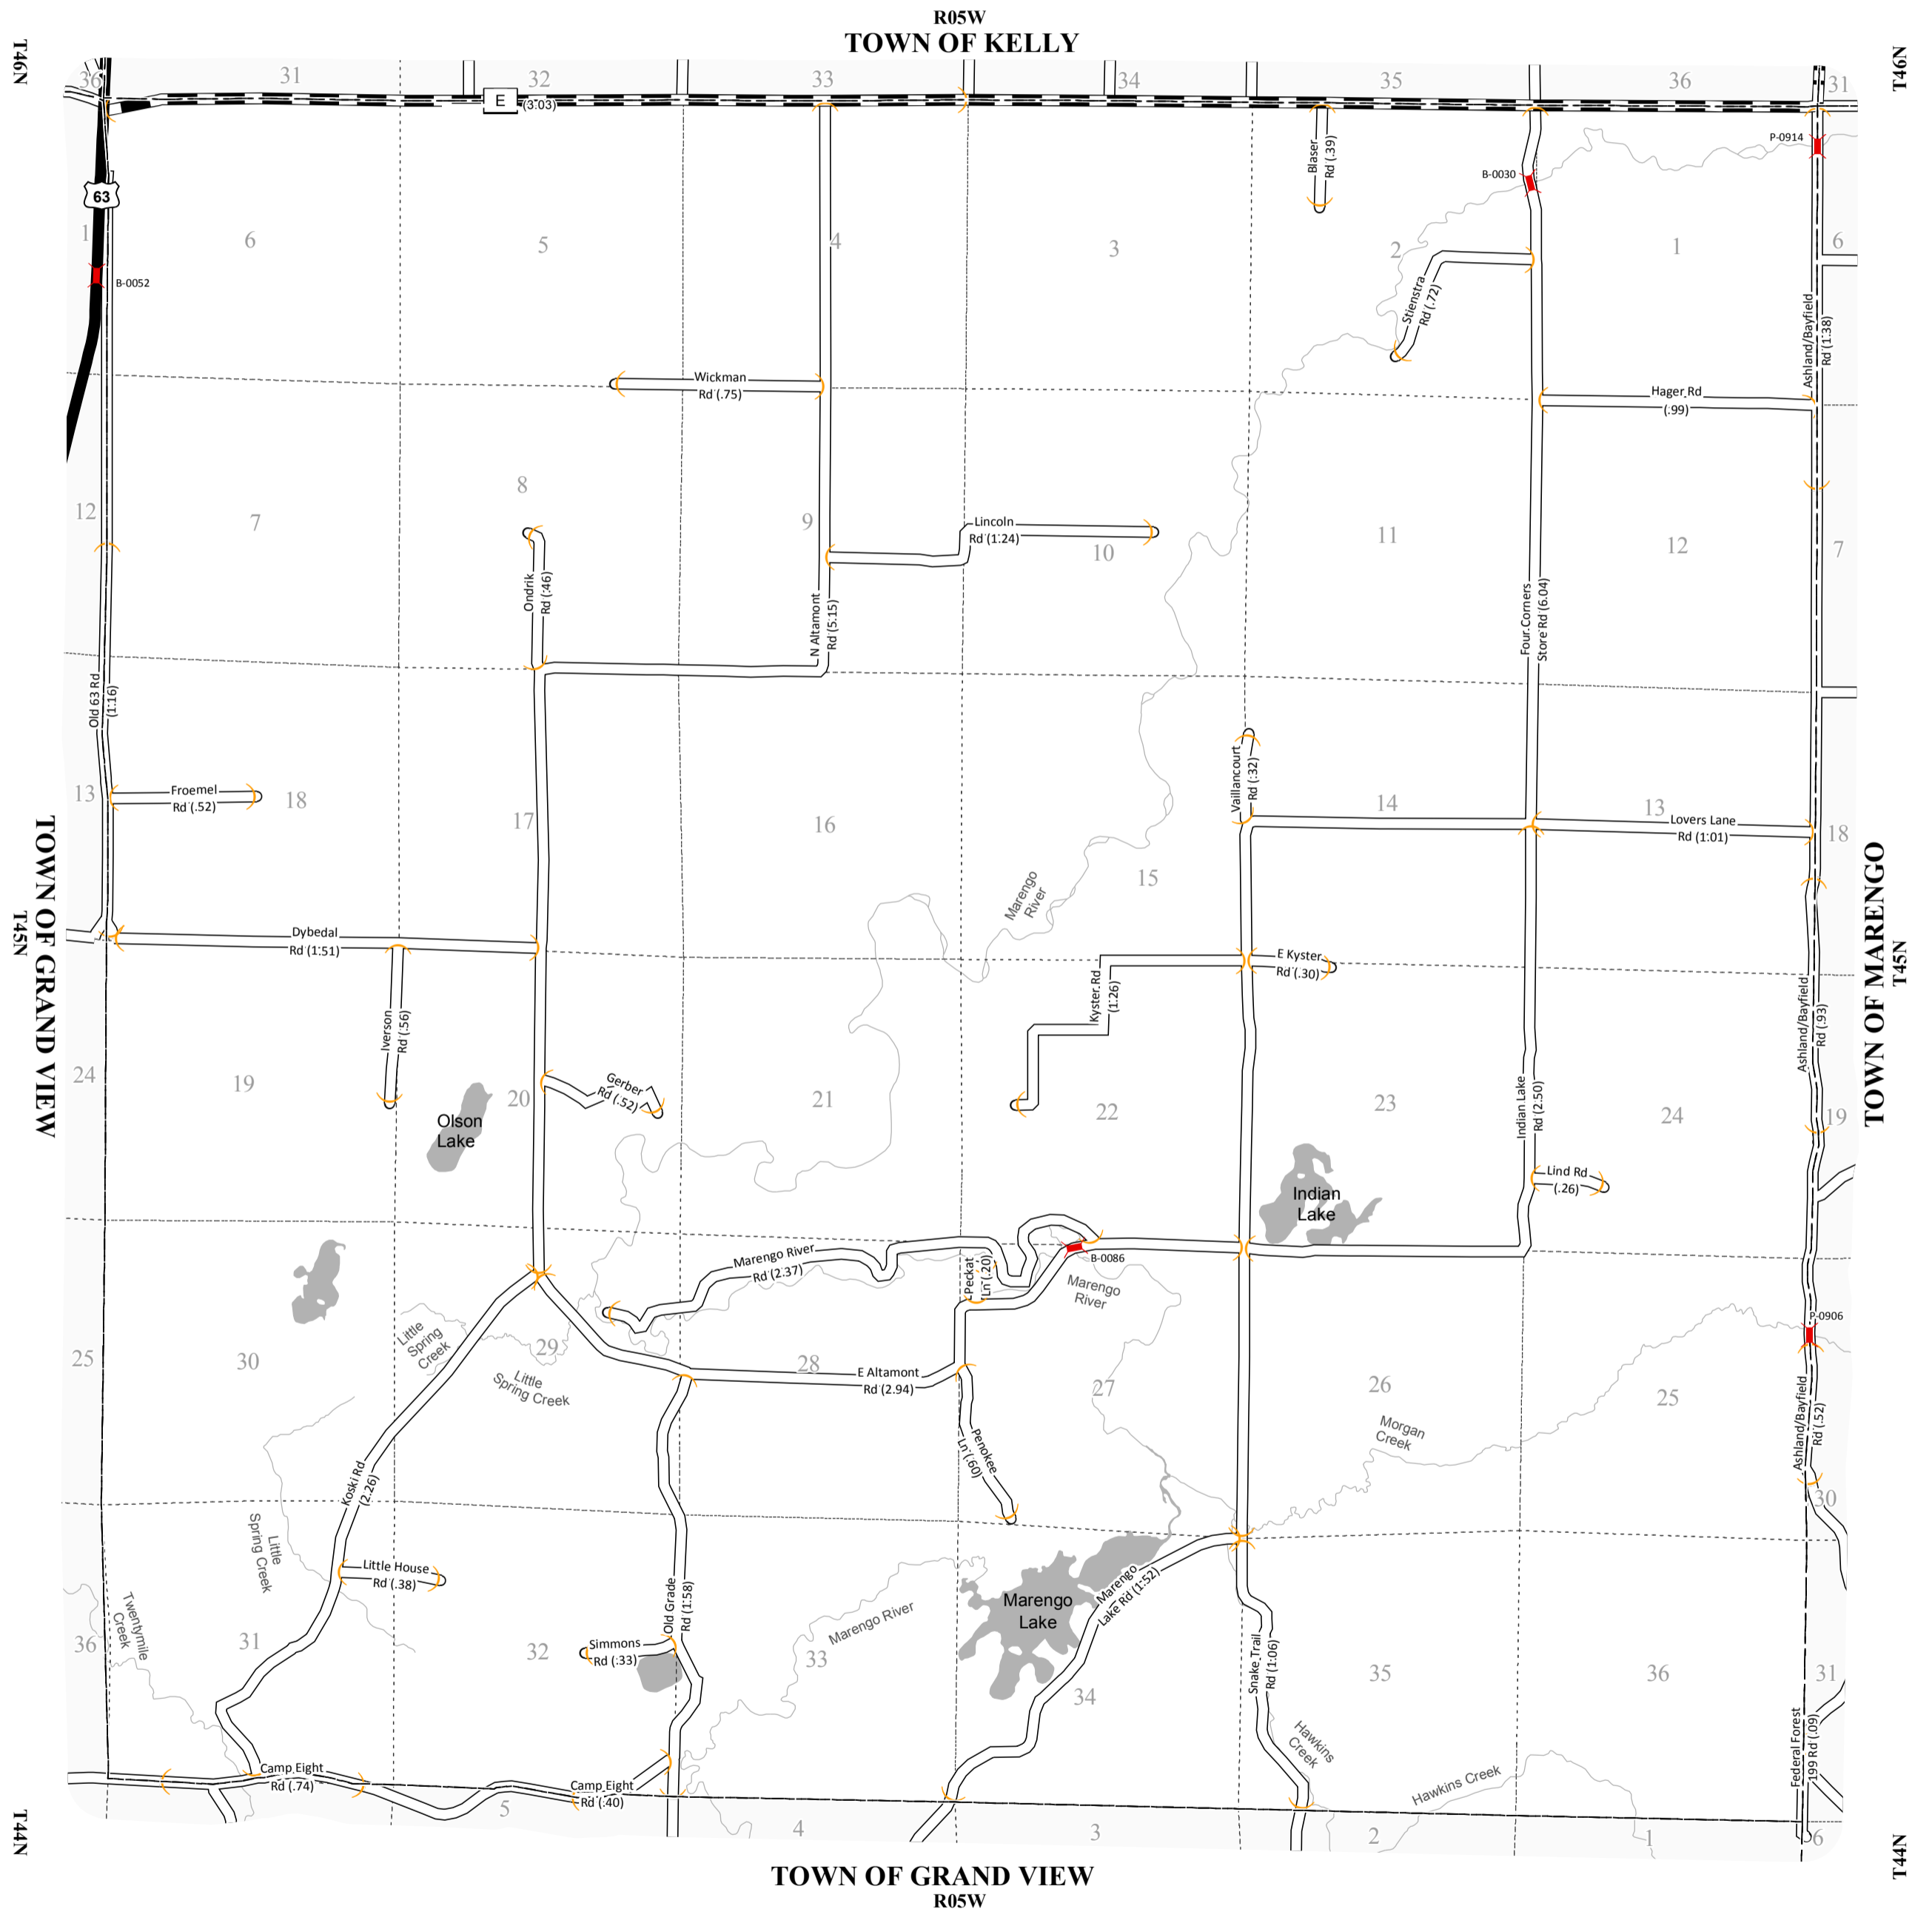 R05W
TOWN OF KELLY
T46N
T46N
36
31
32
33
34
35
36
31
E
(3.03)
63
P-0914
B-0030
Blaser
Rd (.39)
1
6
5
4
3
2
1
6
B-0052
Stienstra
Rd (.72)
Ashland/Bayfield
Rd (1.38)
Wickman
Rd (.75)
Hager Rd
(.99)
8
12
7
9
Lincoln
Rd (1.24)
10
11
12
7
Ondrik
Rd (.46)
N Altamont
Rd (5.15)
Four Corners
Store Rd (6.04)
Old 63 Rd
(1.16)
Vaillancourt
Rd (.32)
13
Froemel
Rd (.52)
18
17
16
14
13
Lovers Lane
Rd (1.01)
18
15
Marengo
River
TOWN OF GRAND VIEW
T45N
TOWN OF MARENGO
T45N
Dybedal
Rd (1.51)
E Kyster
Rd (.30)
Kyster Rd
(1.26)
Iverson
Rd (.56)
Ashland/Bayfield
Rd (.93)
24
19
20
Gerber
Rd (.52)
21
22
23
24
19
Olson
Lake
Indian Lake
Rd (2.50)
Indian
Lake
Lind Rd
(.26)
Marengo River
Rd (2.37)
Peckat
Ln (.20)
B-0086
Marengo
River
P-0906
Little
Spring
Creek
25
30
29
28
27
26
25
E Altamont
Rd (2.94)
Little
Spring Creek
Penokee
Ln (.60)
Morgan
Creek
Ashland/Bayfield
Rd (.52)
Koski Rd
(2.26)
30
Little
Spring Creek
Little House
Rd (.38)
Old Grade
Rd (1.58)
Marengo
Lake
Marengo
Lake Rd (1.52)
Twentymile
Creek
Marengo River
36
31
32
Simmons
Rd (.33)
33
34
35
36
31
Snake Trail
Rd (1.06)
Hawkins
Creek
Hawkins Creek
Federal Forest
199 Rd (.09)
Camp Eight
Rd (.74)
Camp Eight
Rd (.40)
5
4
3
2
1
6
T44N
T44N
TOWN OF GRAND VIEW
R05W